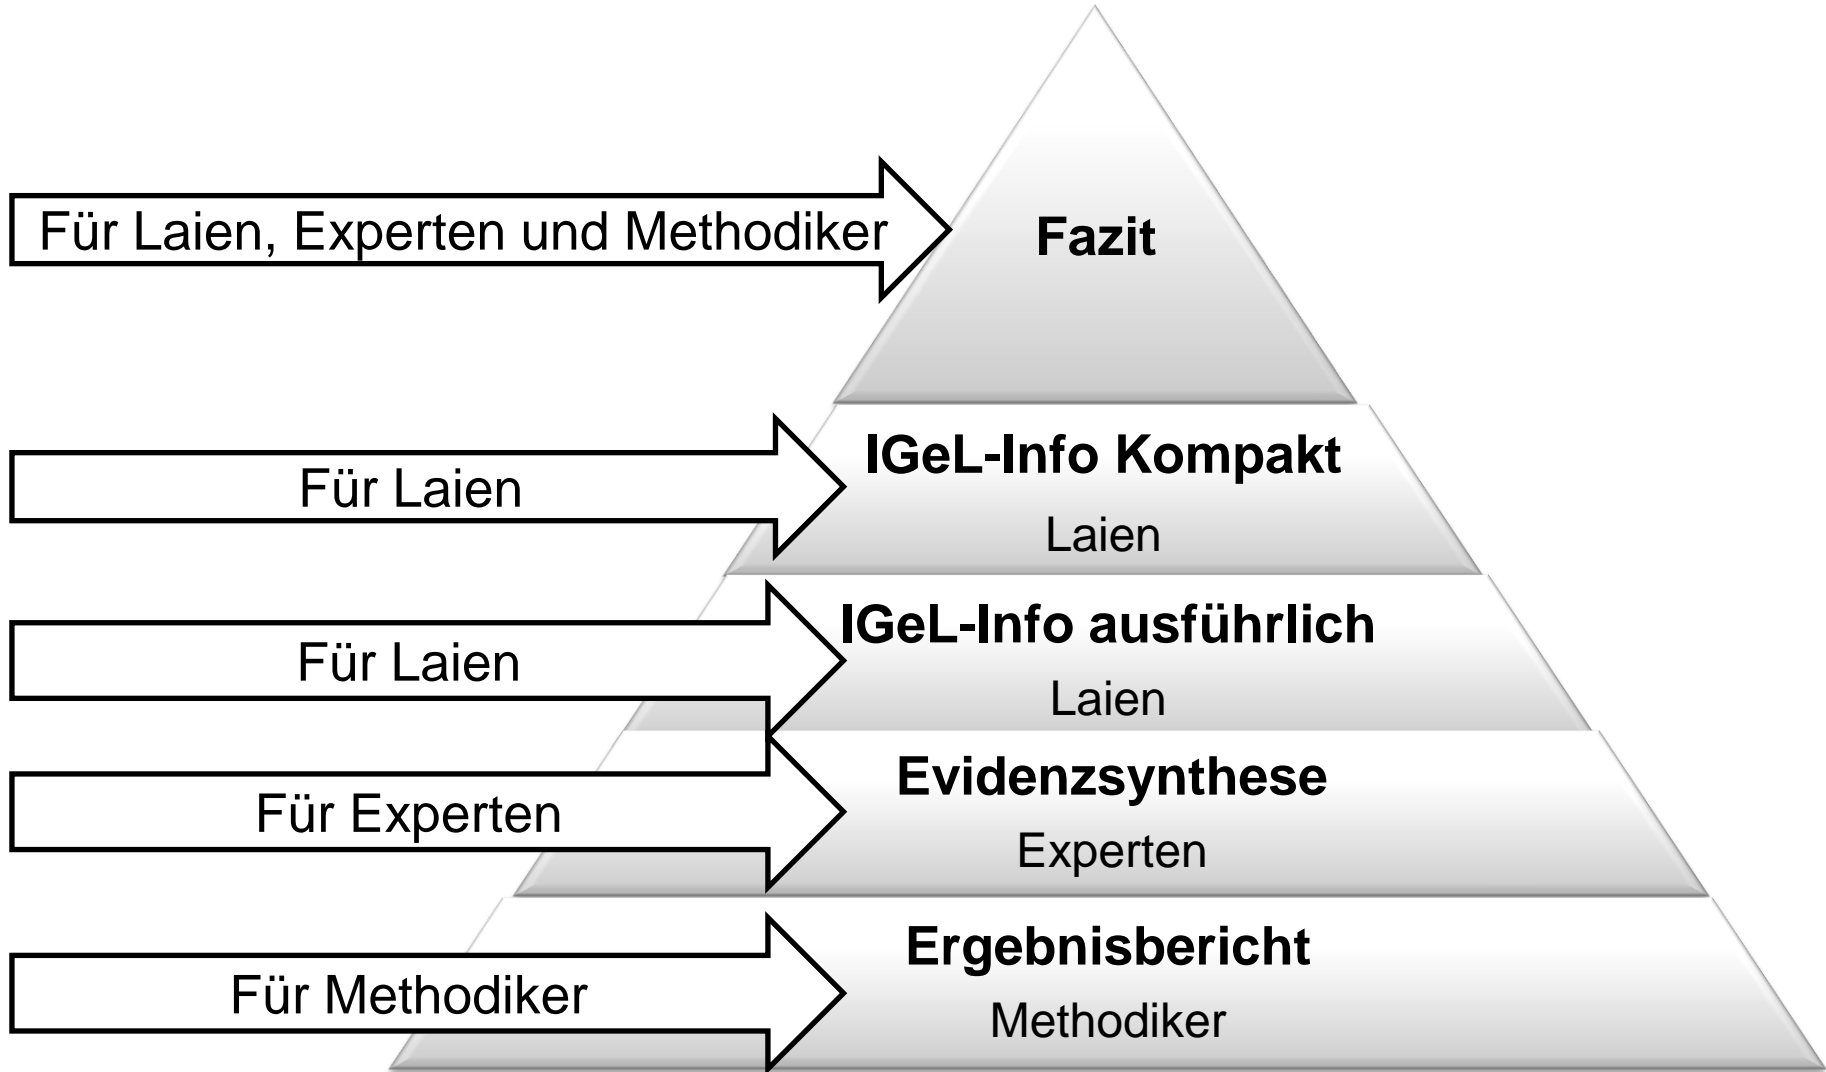 Für Laien, Experten und Methodiker
Fazit
Für Laien
IGeL-Info Kompakt
Laien
Für Laien
IGeL-Info ausführlich
Laien
Für Experten
Evidenzsynthese
Experten
Für Methodiker
Ergebnisbericht
Methodiker